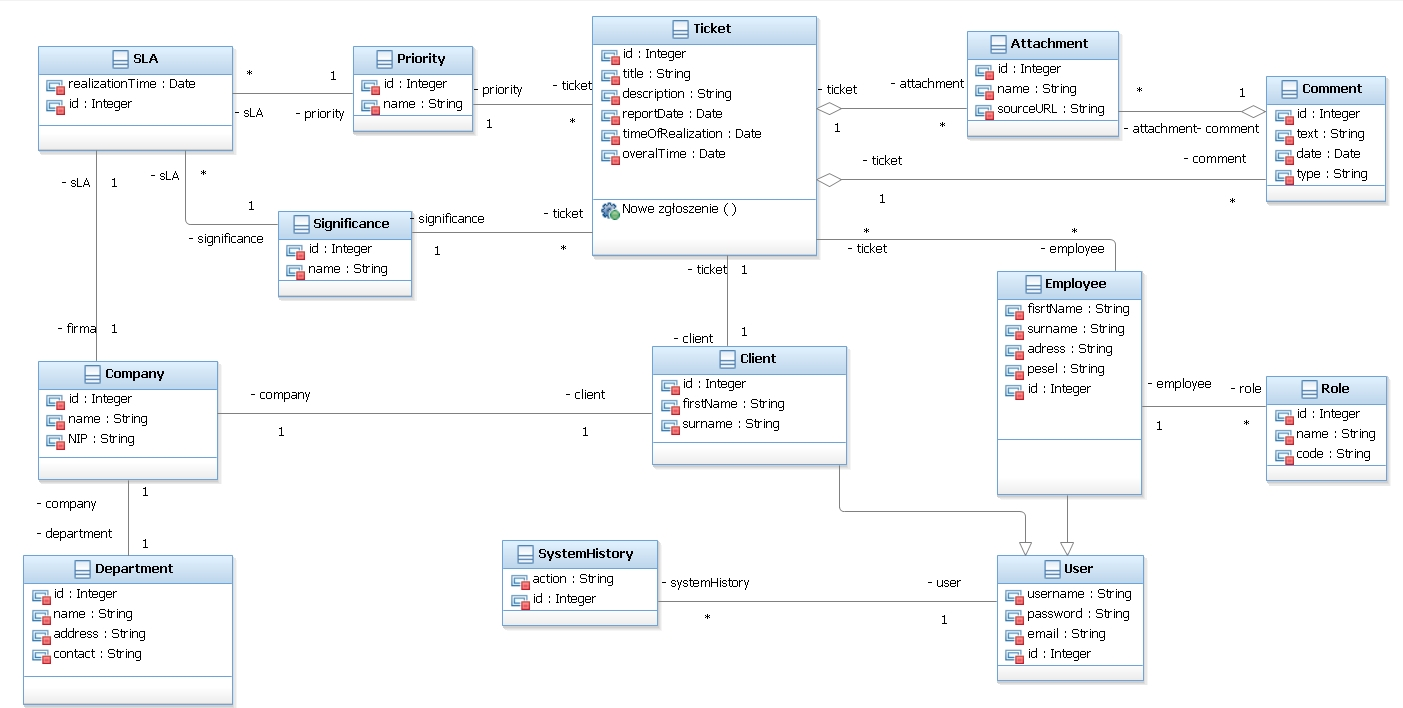 SLA
realizationTime : Date
id : Integer
*
1
- sLA
- priority
Priority
id : Integer
name : String
- priority
- ticket
1
*
Ticket
id : Integer
title : String
description : String
reportDate : Date
timeOfRealization : Date
overalTime : Date
Nowe zgłoszenie ( )
- ticket
- attachment
1
*
Attachment
id : Integer
name : String
sourceURL : String
*
1
- attachment
- comment
Comment
id : Integer
text : String
date : Date
type : String
- ticket
- comment
1
*
- sLA
1
- sLA
*
1
- significance
Significance
id : Integer
name : String
- significance
- ticket
1
*
*
*
- ticket
- employee
- ticket
1
- client
1
Employee
fisrtName : String
surname : String
adress : String
pesel : String
id : Integer
- firma
1
Company
id : Integer
name : String
NIP : String
- company
- client
1
1
Client
id : Integer
firstName : String
surname : String
- employee
- role
1
*
Role
id : Integer
name : String
code : String
1
- company
- department
1
Department
id : Integer
name : String
address : String
contact : String
SystemHistory
action : String
id : Integer
- systemHistory
- user
*
1
User
username : String
password : String
email : String
id : Integer